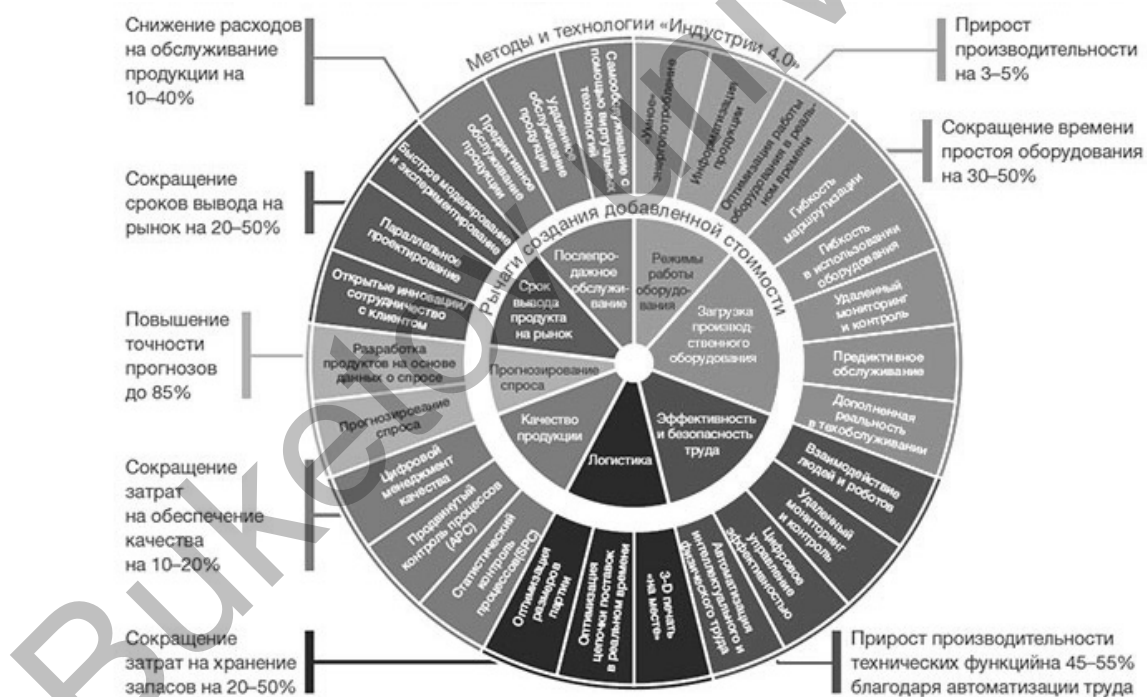 Снижение расходов
на обслуживание
продукции на
10–40%
Сокращение
сроков вывода на
рынок на 20–50%
Повышение
точности
прогнозов
до 85%
Сокращение
затрат
на обеспечение
качества
на 10–20%
Сокращение
затрат на хранение
запасов на 20–50%
Методы и технологии «Индустрии 4.0»
Прирост
производительности
на 3–5%
Сокращение времени
простоя оборудования
на 30–50%
Прирост производительности
технических функцийна 45–55%
благодаря автоматизации труда
«Умное»
энергопотребление
Информатизация
продукции
Оптимизация работы
оборудования в реаль-
ном времени
Гибкость
маршрутизации
Гибкость
в использовании
оборудования
Удаленный
мониторинг
и контроль
Предиктивное
обслуживание
Дополненная
реальность
в техобслуживании
Взаимодействие
людей и роботов
Удаленный
мониторинг
и контроль
Цифровое
управление
эффективностью
Автоматизация
интеллектуального и
физического труда
3-D печать
«на месте»
Оптимизация
цепочки поставок
в реальном времени
Оптимизация
размеров
партии
Статистический
контроль
процессов(SPC)
Продвинутый
контроль процессов
(APC)
Цифровой
менеджмент
качества
Прогнозирование
спроса
Разработка
продуктов на основе
данных о спросе
Открытые инновации/
сотрудничество
с клиентом
Параллельное
проектирование
Быстрое моделирование
и экспериментирование
Предиктивное
обслуживание
продукции
Удаленное
обслуживание
продукции
Самообслуживание с
помощью виртуальных
технологий
Рычаги создания добавленной стоимости
Режимы
работы
оборудо-
вания
Загрузка
производ-
ственного
оборудования
Эффективность
и безопасность
труда
Логистика
Качество
продукции
Прогнозирование
спроса
Срок
вывода
продукта
на рынок
Послепро-
дажное
обслужи-
вание
Buketov Univ